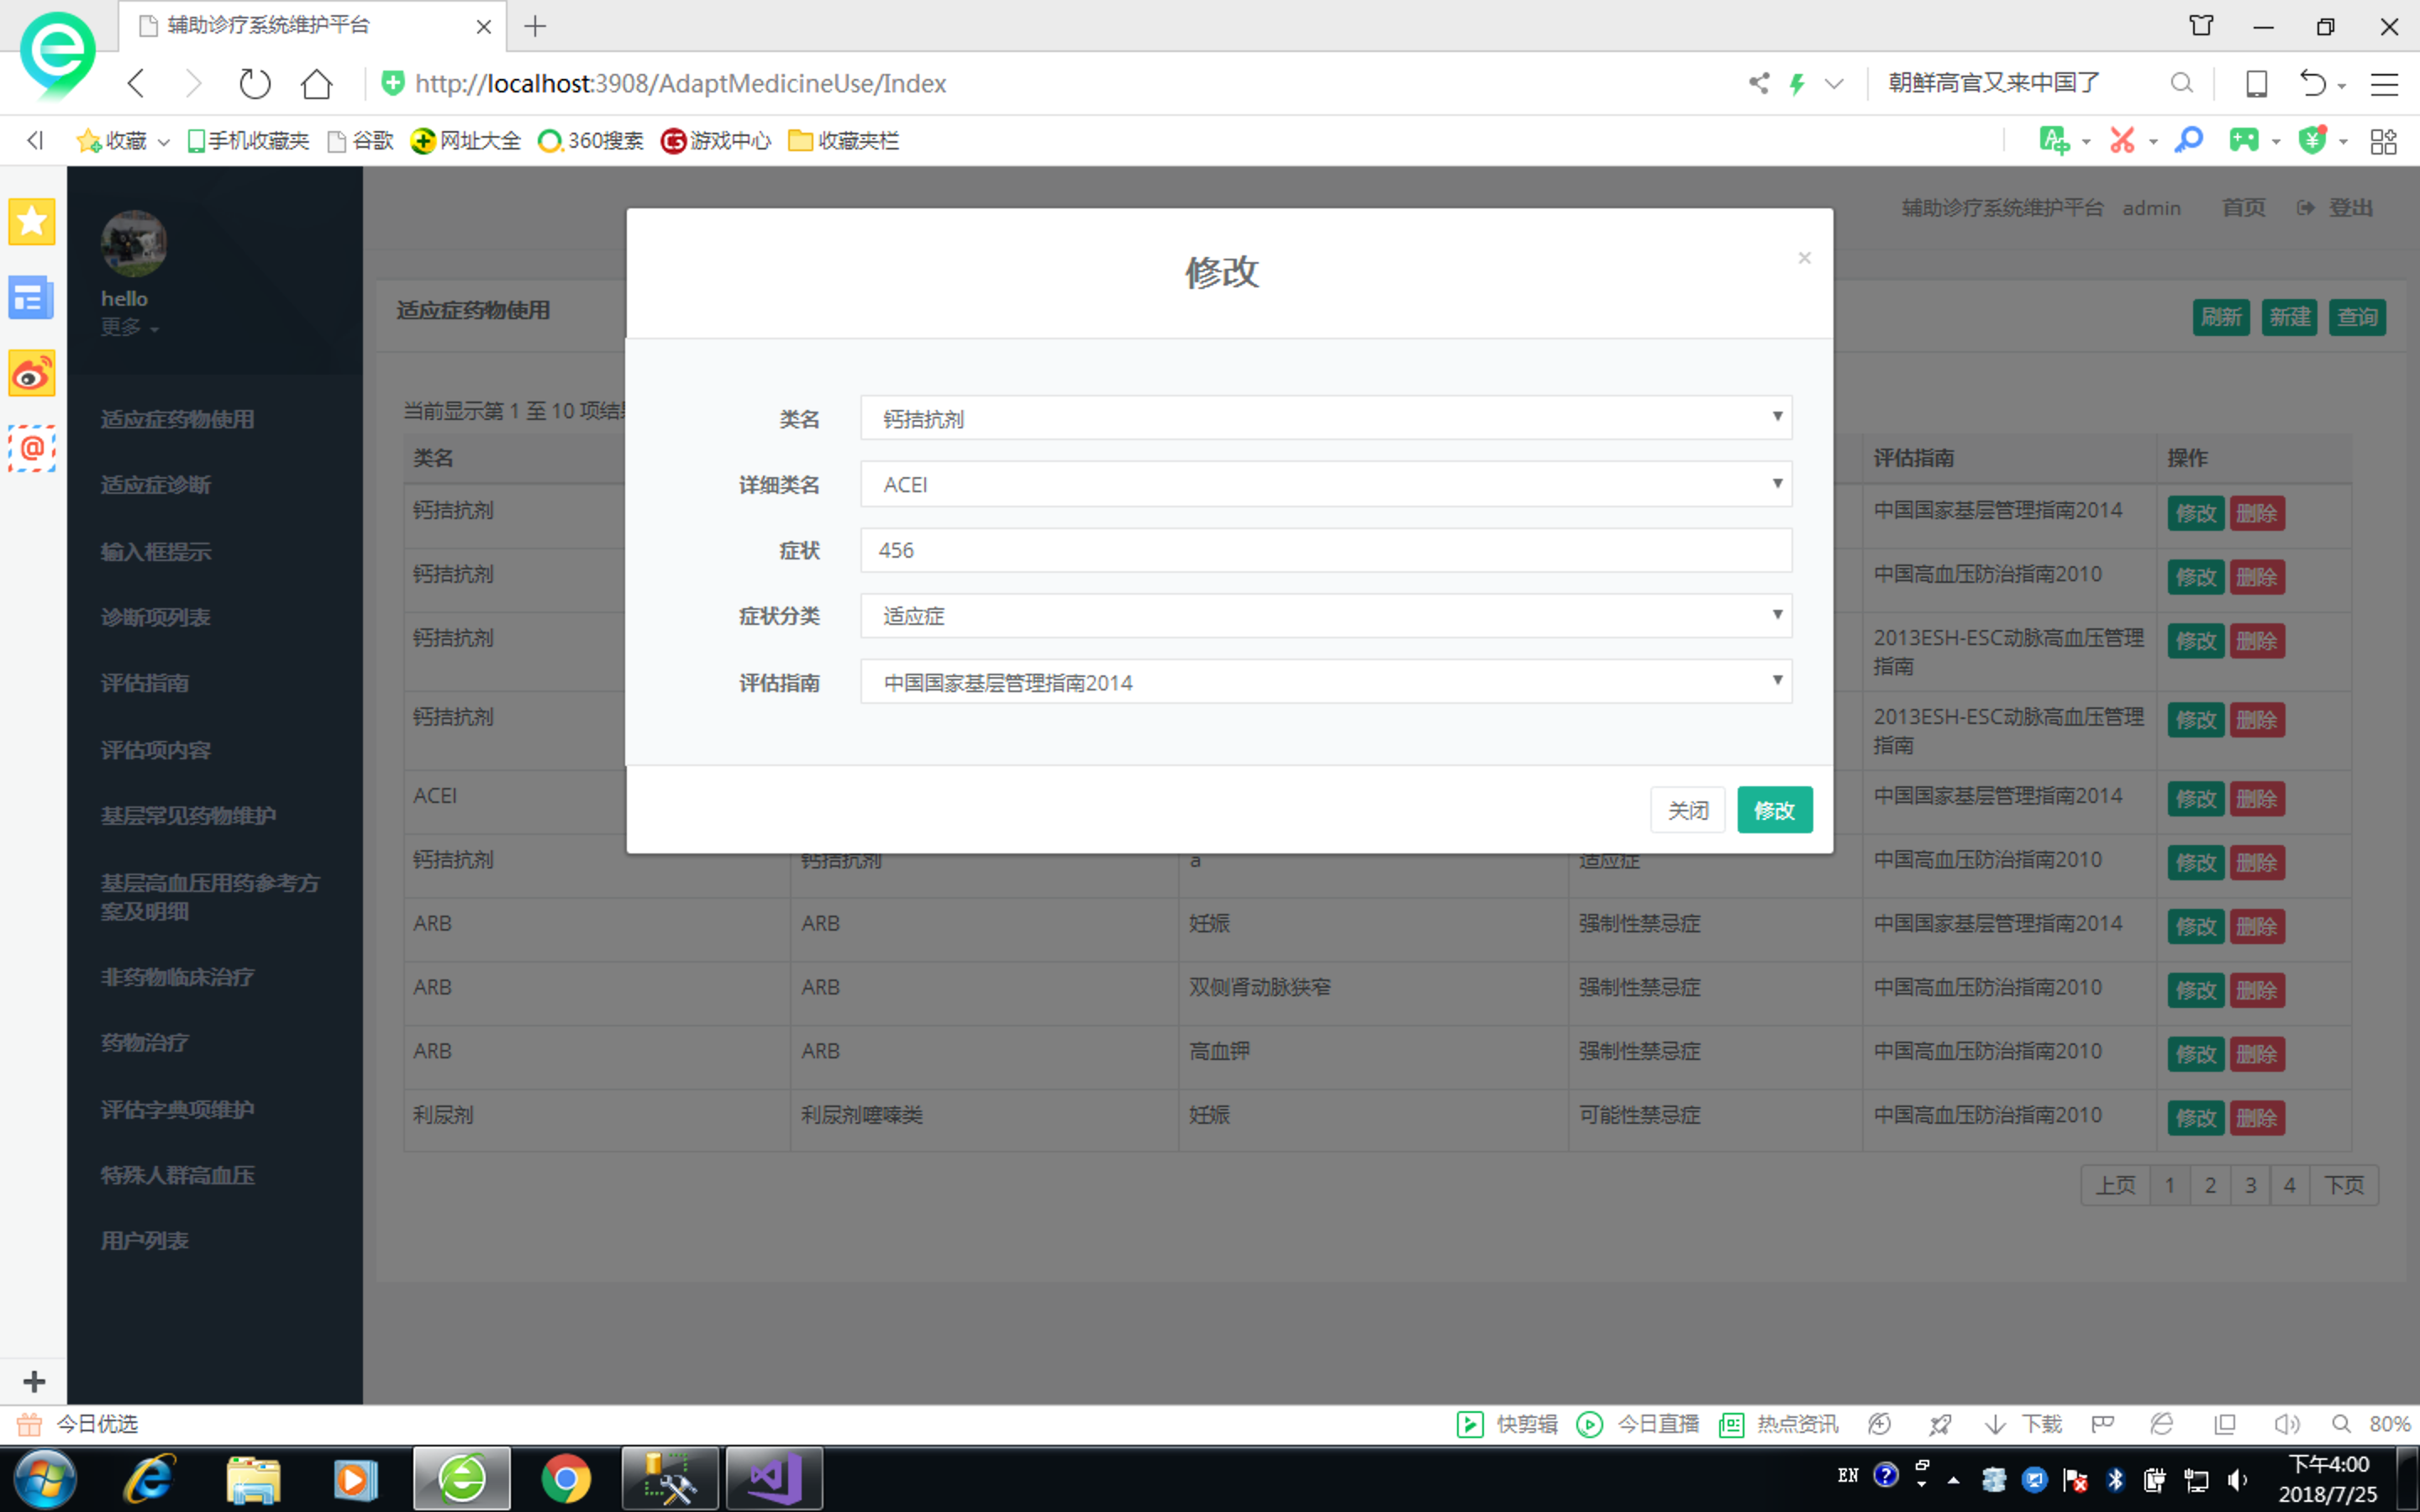 辅助诊疗系统维护平台
http://localhost:3908/AdaptMedicineUse/Index
朝鲜高官又来中国了
收藏 手机收藏夹 谷歌 网址大全 360搜索 游戏中心 收藏夹栏
辅助诊疗系统维护平台 admin 首页 登出
hello
更多
适应症药物使用
适应症诊断
输入框提示
诊断项列表
评估指南
评估项内容
基层常见药物维护
基层高血压用药参考方
案及明细
非药物临床治疗
药物治疗
评估字典项维护
特殊人群高血压
用户列表
适应症药物使用
刷新 新建 查询
当前显示第 1 至 10 项结
类名 评估指南 操作
钙拮抗剂 中国国家基层管理指南2014 修改 删除
钙拮抗剂 中国高血压防治指南2010 修改 删除
钙拮抗剂 2013ESH-ESC动脉高血压管理
指南 修改 删除
钙拮抗剂 2013ESH-ESC动脉高血压管理
指南 修改 删除
ACEI 中国国家基层管理指南2014 修改 删除
钙拮抗剂 钙拮抗剂 a 适应症 中国高血压防治指南2010 修改 删除
ARB ARB 妊娠 强制性禁忌症 中国国家基层管理指南2014 修改 删除
ARB ARB 双侧肾动脉狭窄 强制性禁忌症 中国高血压防治指南2010 修改 删除
ARB ARB 高血钾 强制性禁忌症 中国高血压防治指南2010 修改 删除
利尿剂 利尿剂噻嗪类 妊娠 可能性禁忌症 中国高血压防治指南2010 修改 删除
上页 1 2 3 4 下页
修改
×
类名 钙拮抗剂
详细类名 ACEI
症状 456
症状分类 适应症
评估指南 中国国家基层管理指南2014
关闭 修改
今日优选
快剪辑 今日直播 热点资讯 下载 80%
EN
下午4:00
2018/7/25